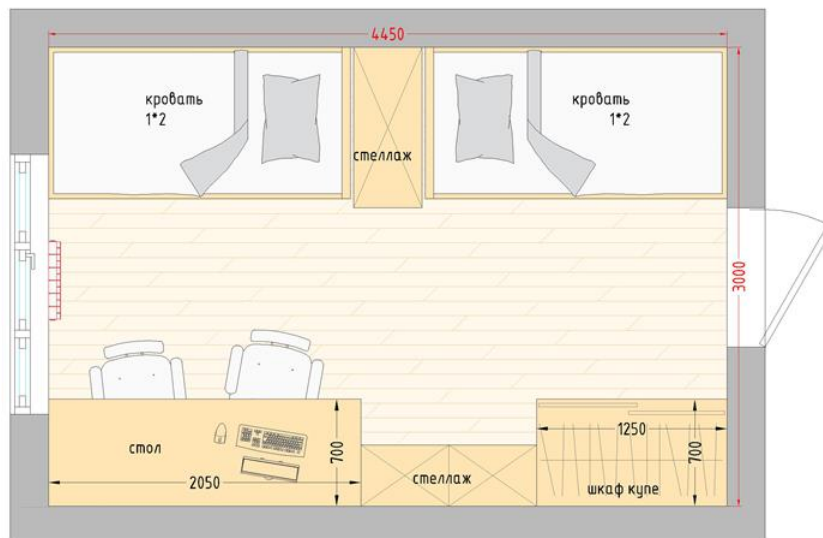 4450
кровать
1*2
кровать
1*2
стеллаж
3000
стол
2050
700
стеллаж
1250
700
шкаф купе